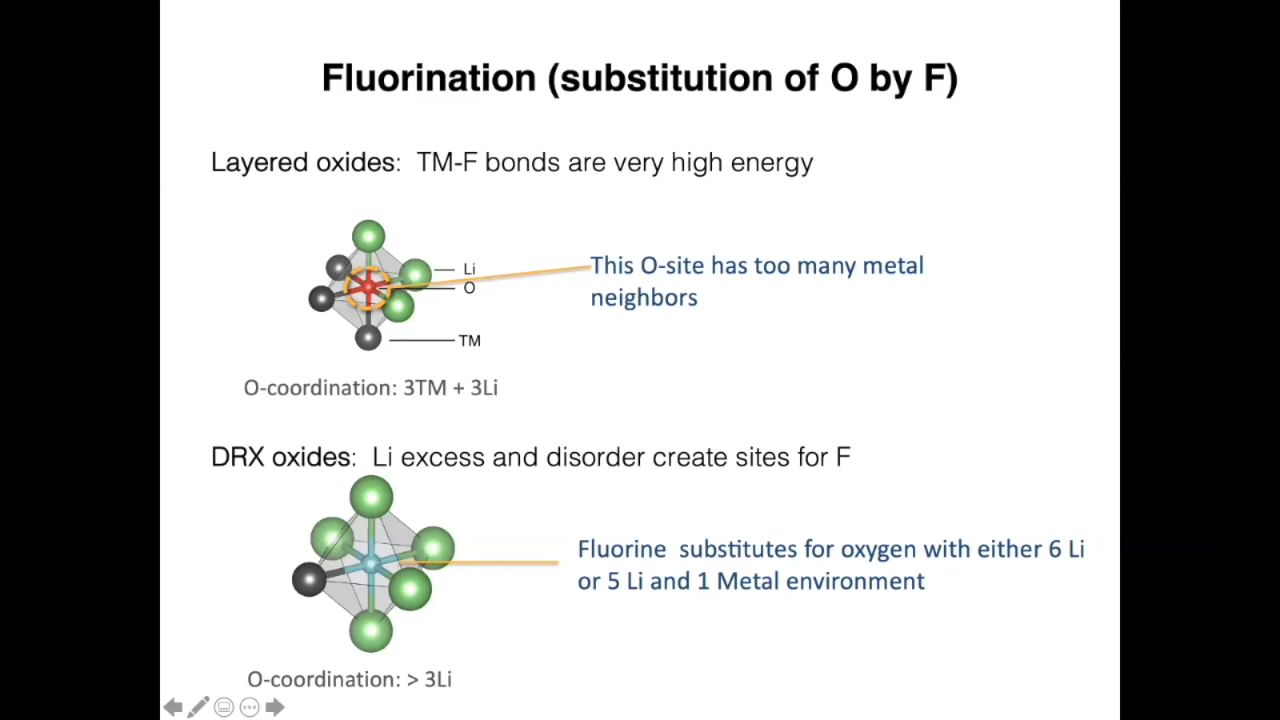 Fluorination (substitution of O by F)
Layered oxides:  TM-F bonds are very high energy
Li
O
TM
This O-site has too many metal
neighbors
O-coordination: 3TM + 3Li
DRX oxides:  Li excess and disorder create sites for F
Fluorine  substitutes for oxygen with either 6 Li
or 5 Li and 1 Metal environment
O-coordination: > 3Li